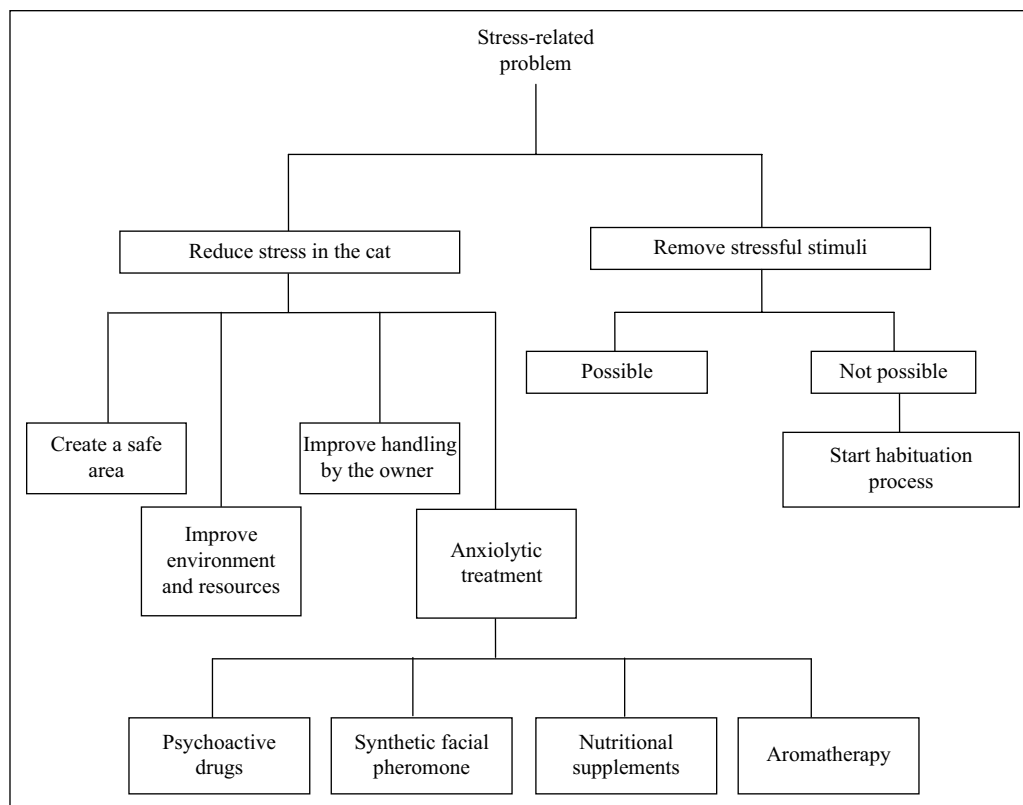 Stress-related
problem
Reduce stress in the cat
Remove stressful stimuli
Possible
Not possible
Create a safe
area
Improve handling
by the owner
Start habituation
process
Improve
environment
and resources
Anxiolytic
treatment
Psychoactive
drugs
Synthetic facial
pheromone
Nutritional
supplements
Aromatherapy